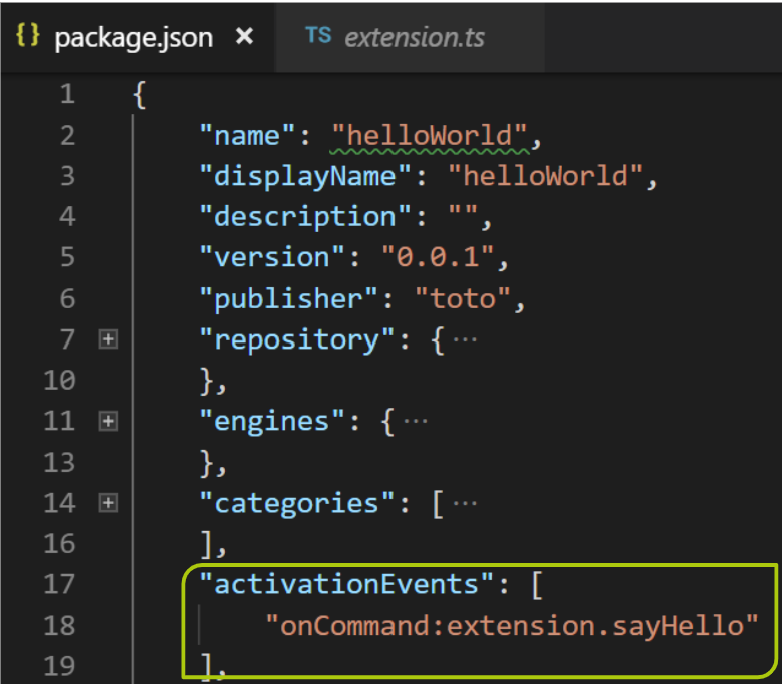 {} package.json × TS extension.ts
1 {
2 "name": "helloWorld",
3 "displayName": "helloWorld",
4 "description": "",
5 "version": "0.0.1",
6 "publisher": "toto",
7 "repository": { ...
10 },
11 "engines": { ...
13 },
14 "categories": [ ...
16 ],
17 "activationEvents": [
18 "onCommand:extension.sayHello"
19 ],